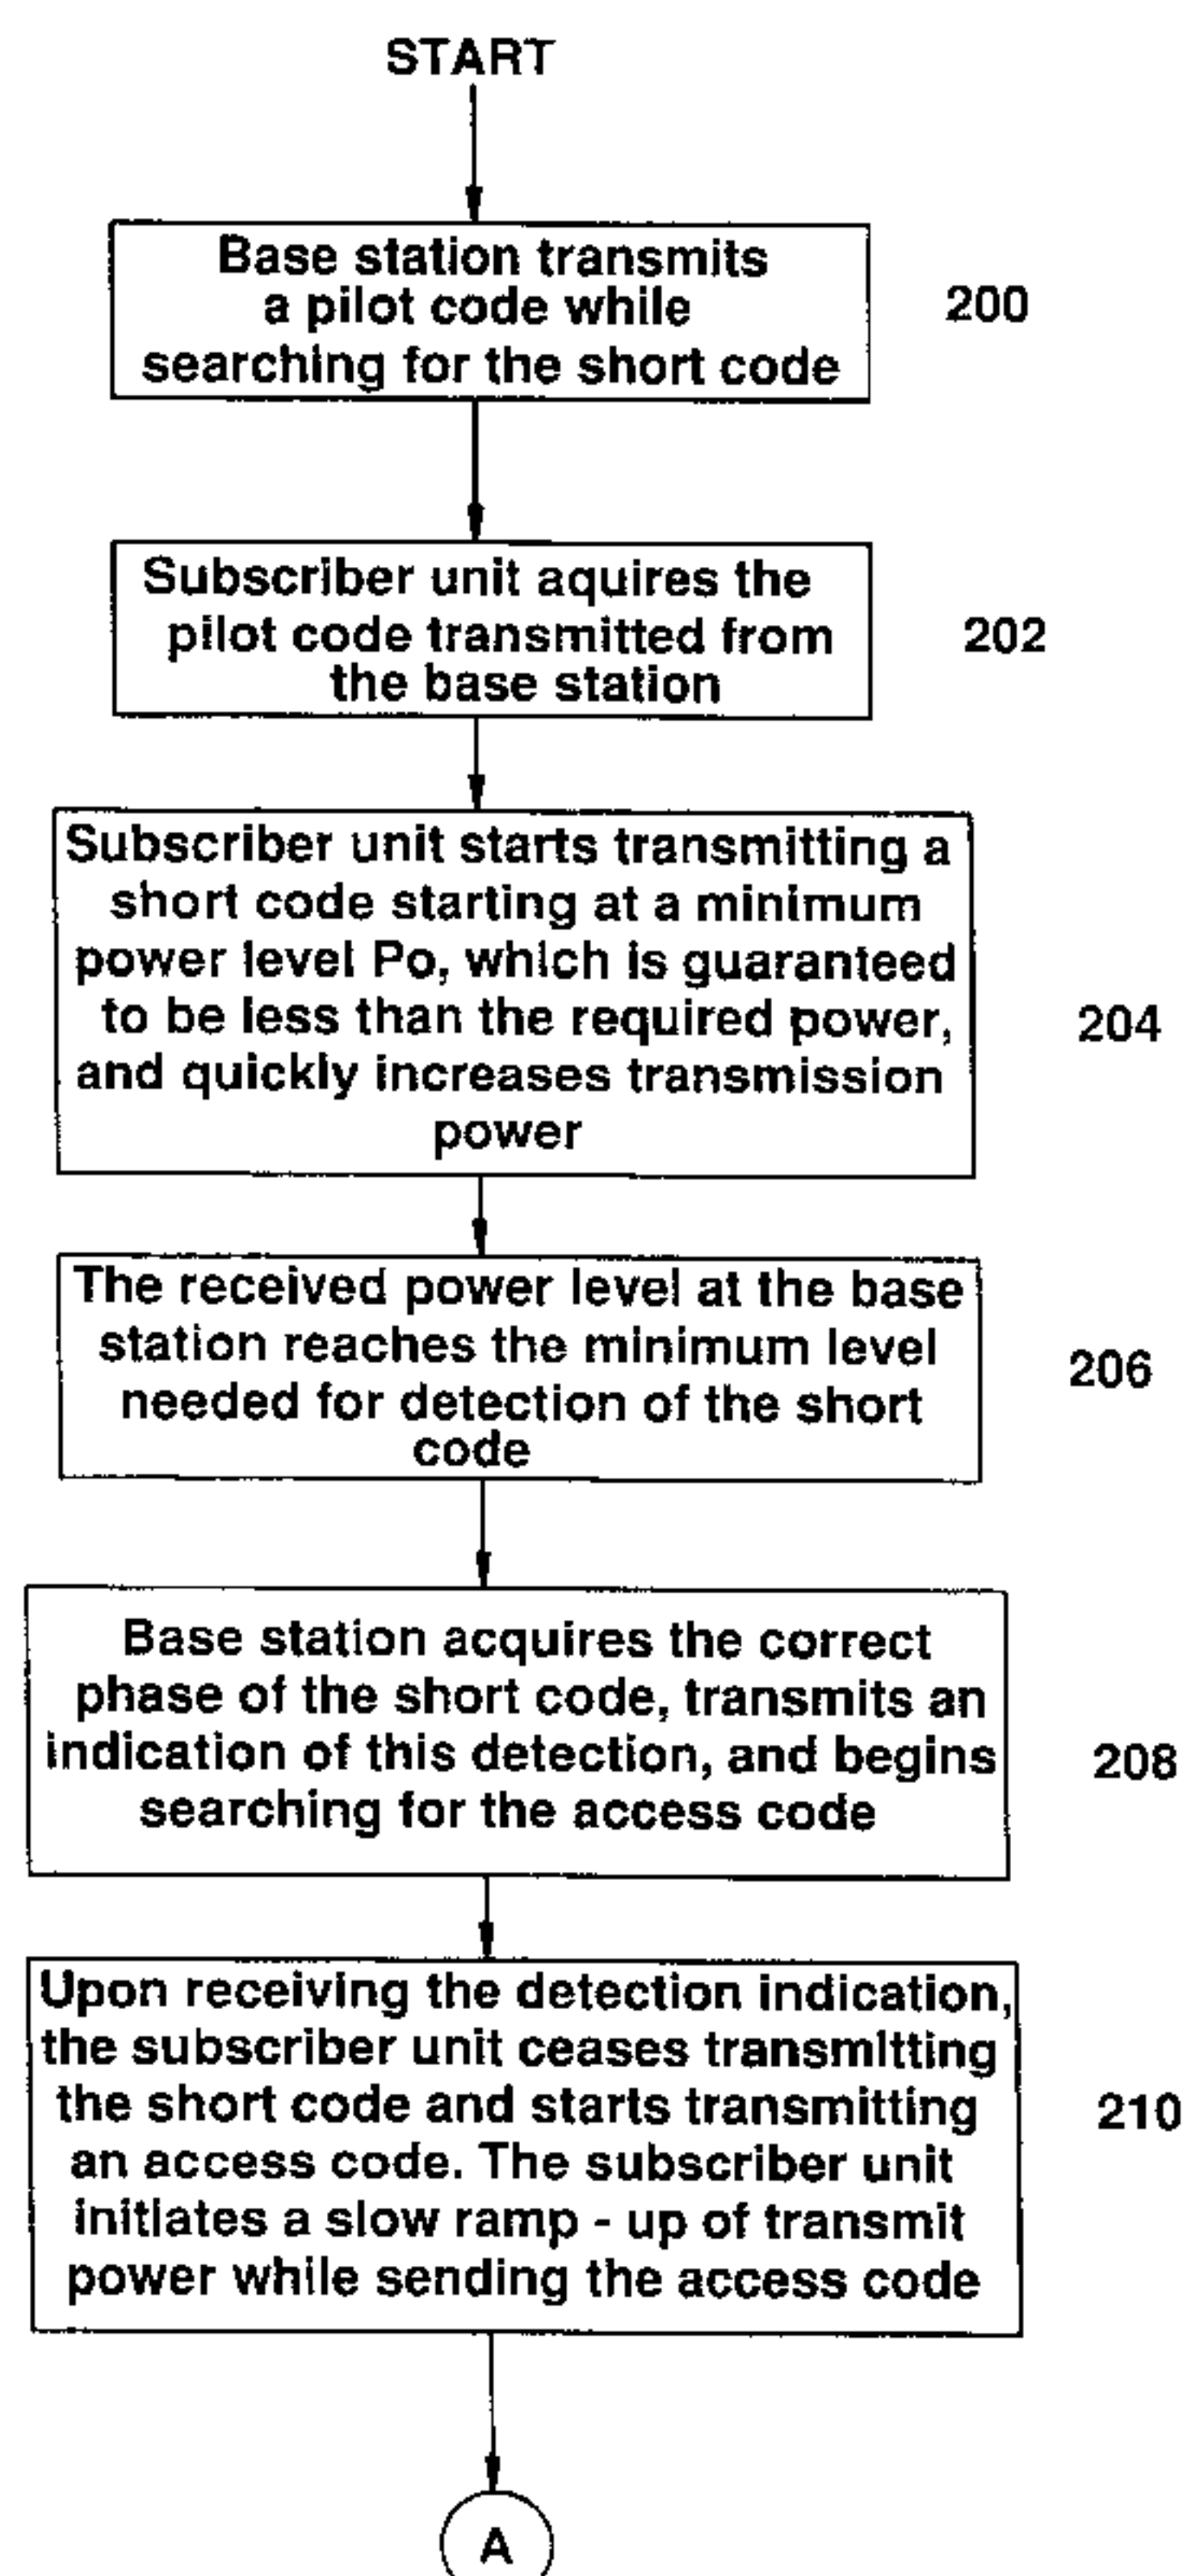 START
Base station transmits
a pilot code while
searching for the short code
200
Subscriber unit aquires the
pilot code transmitted from
the base station
202
Subscriber unit starts transmitting a
short code starting at a minimum
power level Po, which is guaranteed
to be less than the required power,
and quickly increases transmission
power
204
The received power level at the base
station reaches the minimum level
needed for detection of the short
code
206
Base station acquires the correct
phase of the short code, transmits an
indication of this detection, and begins
searching for the access code
208
Upon receiving the detection indication,
the subscriber unit ceases transmitting
the short code and starts transmitting
an access code. The subscriber unit
initiates a slow ramp - up of transmit
power while sending the access code
210
A